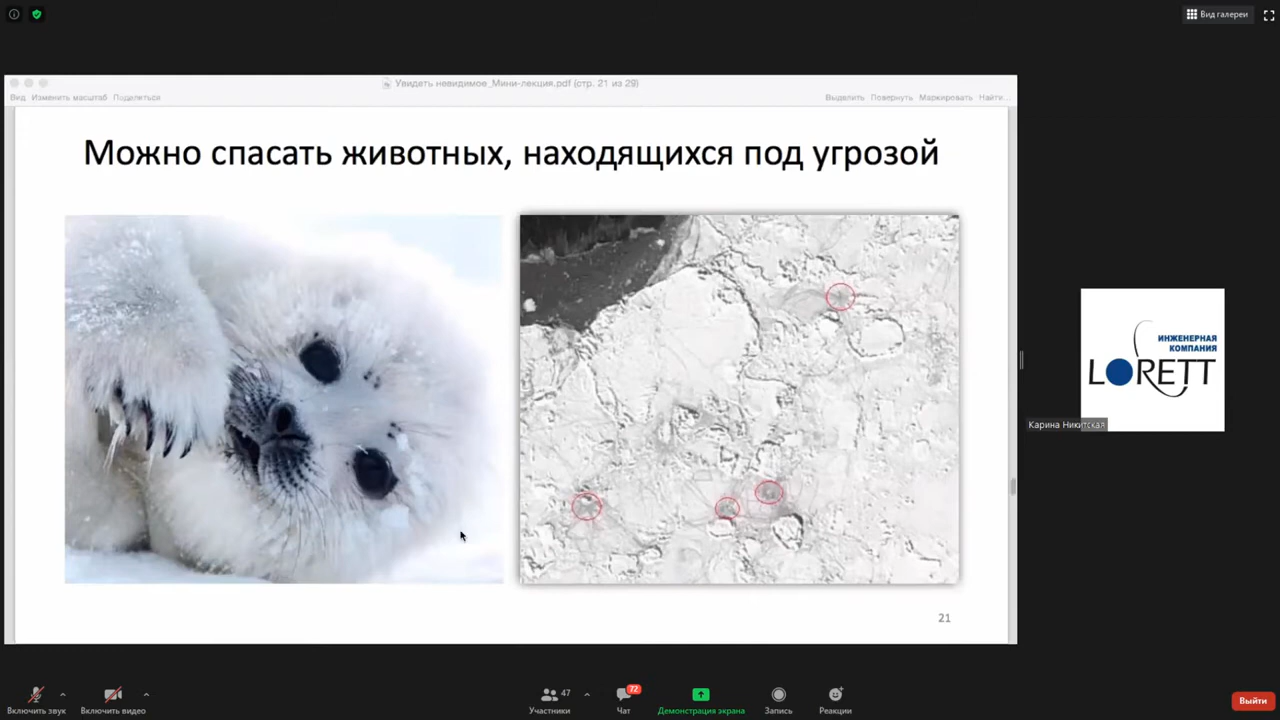 Вид галереи
Увидеть невидимое_Мини-лекция.pdf (стр. 21 из 29)
Вид Изменить масштаб Поделиться
Выделить Повернуть Маркировать Найти...
Можно спасать животных, находящихся под угрозой
21
ИНЖЕНЕРНАЯ
КОМПАНИЯ
LORETT
Карина Никитская
47
72
Включить звук
Включить видео
Участники
Чат
Демонстрация экрана
Запись
Реакции
Выйти